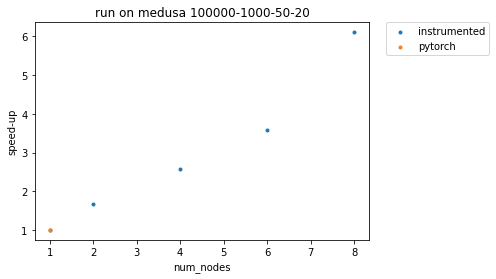 run on medusa 100000-1000-50-20
instrumented
pytorch
speed-up
6
5
4
3
2
1
1 2 3 4 5 6 7 8
num_nodes